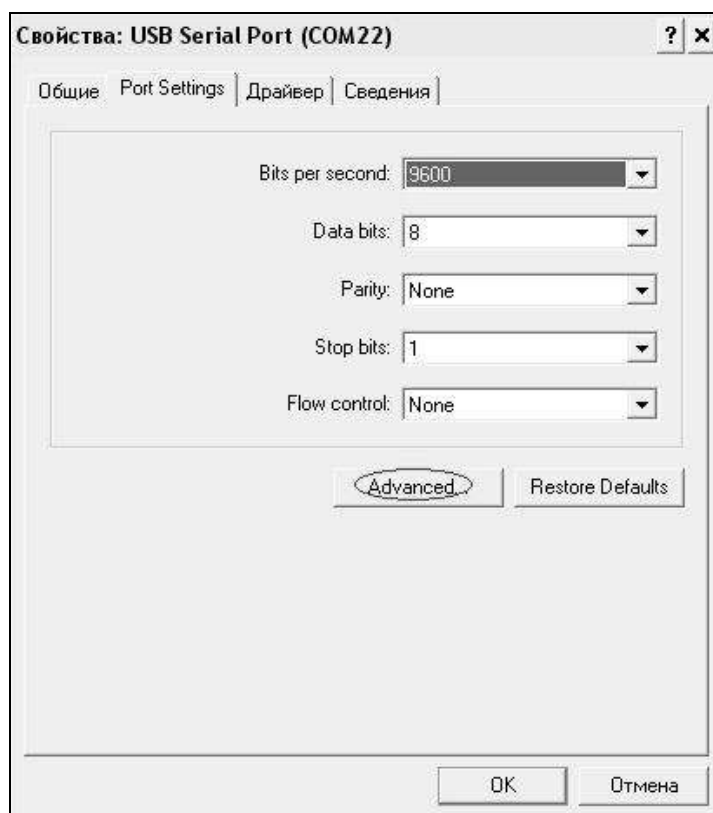 Свойства: USB Serial Port (COM22) ? ×
Общие Port Settings Драйвер Сведения
Bits per second: 9600
Data bits: 8
Parity: None
Stop bits: 1
Flow control: None
Advanced... Restore Defaults
OK Отмена